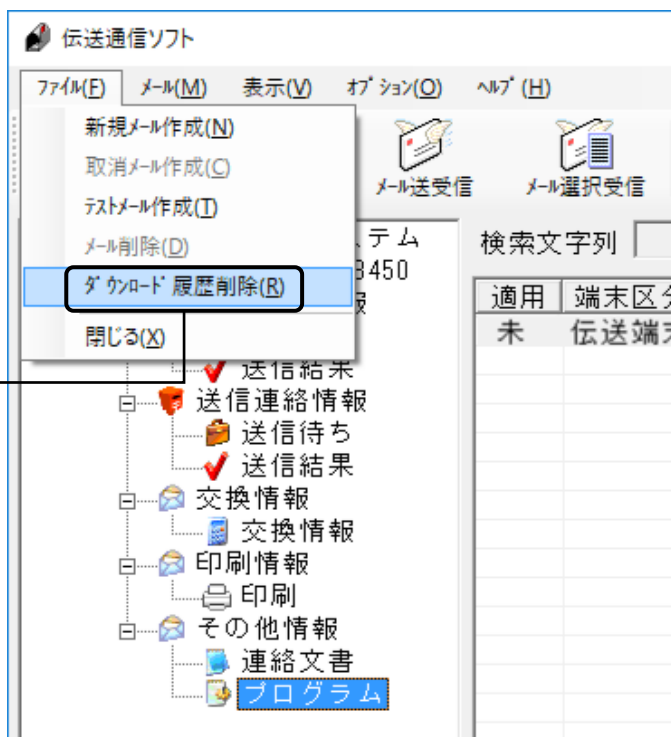 伝送通信ソフト
ﾌｧｲﾙ(F) ﾒｰﾙ(M) 表示(V) ｵﾌﾟｼｮﾝ(O) ﾍﾙﾌﾟ(H)
新規ﾒｰﾙ作成(N)
取消ﾒｰﾙ作成(C)
ﾃｽﾄﾒｰﾙ作成(T)
ﾒｰﾙ削除(D)
ﾀﾞｳﾝﾛｰﾄﾞ履歴削除(R)
閉じる(X)
ﾒｰﾙ送受信 ﾒｰﾙ選択受信
テム
450
検索文字列
適用 端末区
未 伝送端
送信結果
送信連絡情報
送信待ち
送信結果
交換情報
交換情報
印刷情報
印刷
その他情報
連絡文書
プログラム